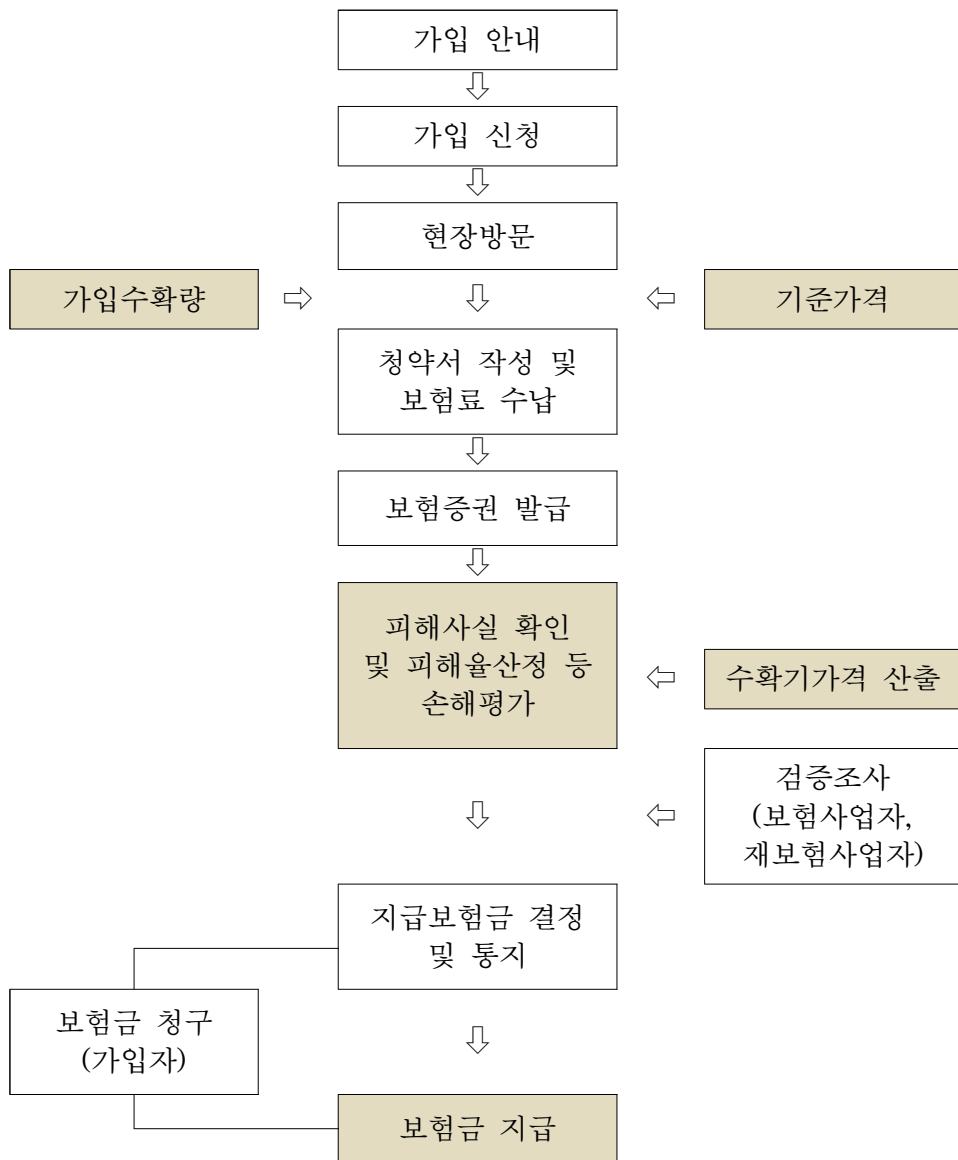 가입 안내
가입 신청
현장방문
가입수확량
기준가격
청약서 작성 및
보험료 수납
보험증권 발급
피해사실 확인
및 피해율산정 등
손해평가
수확기가격 산출
검증조사
(보험사업자,
재보험사업자)
지급보험금 결정
및 통지
보험금 청구
(가입자)
보험금 지급